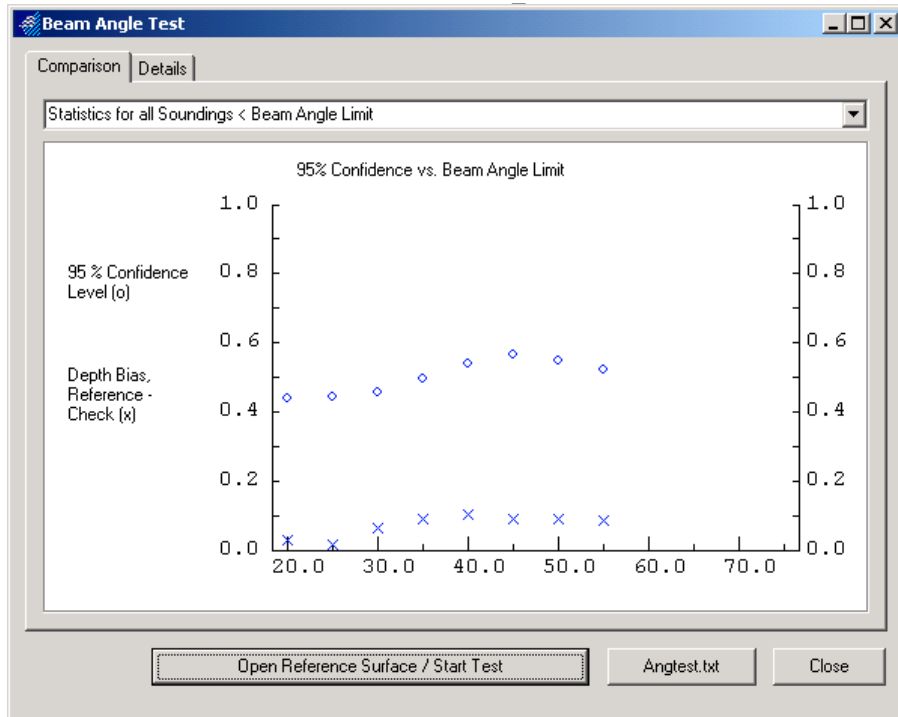 Beam Angle Test
Comparison
Details
Statistics for all Soundings < Beam Angle Limit
95% Confidence vs. Beam Angle Limit
1.0
1.0
95 % Confidence
Level (o)
0.8
0.8
0.6
0.6
Depth Bias,
Reference -
Check (x)
0.4
0.4
0.2
0.2
0.0
0.0
20.0 30.0 40.0 50.0 60.0 70.0
Open Reference Surface / Start Test
Angtest.txt
Close